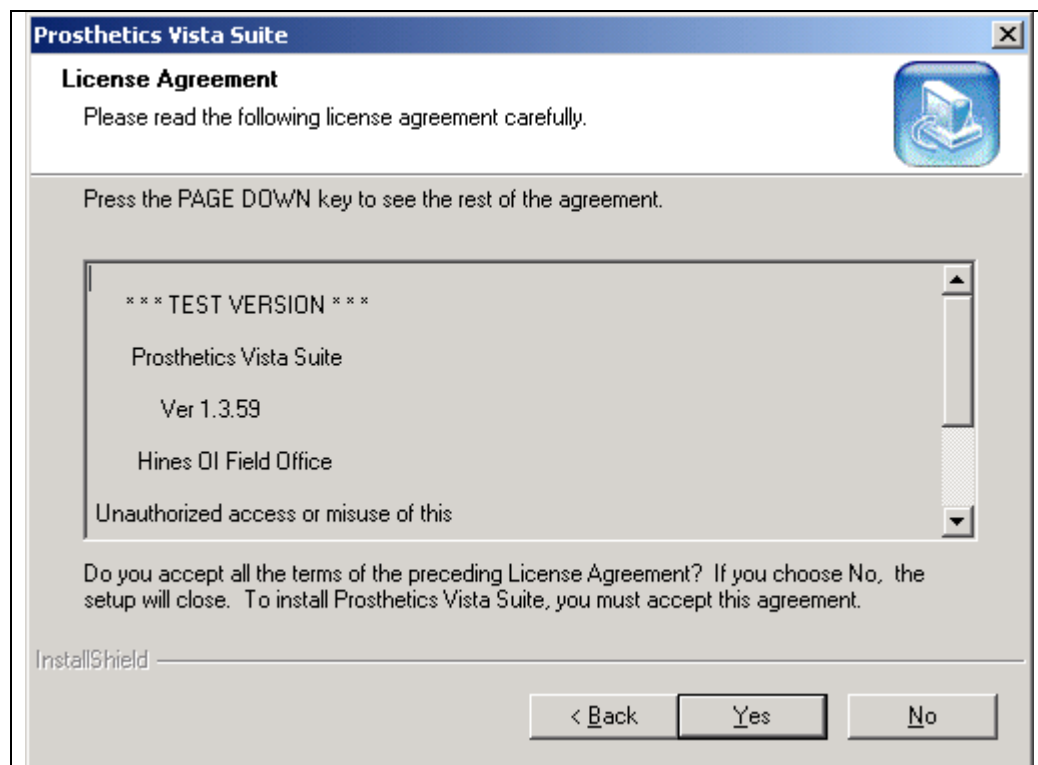 Prosthetics Vista Suite
License Agreement
Please read the following license agreement carefully.
Press the PAGE DOWN key to see the rest of the agreement.
* * * TEST VERSION * * *
Prosthetics Vista Suite
Ver 1.3.59
Hines OI Field Office
Unauthorized access or misuse of this
Do you accept all the terms of the preceding License Agreement?  If you choose No,  the
setup will close.  To install Prosthetics Vista Suite, you must accept this agreement.
InstallShield
< Back Yes No